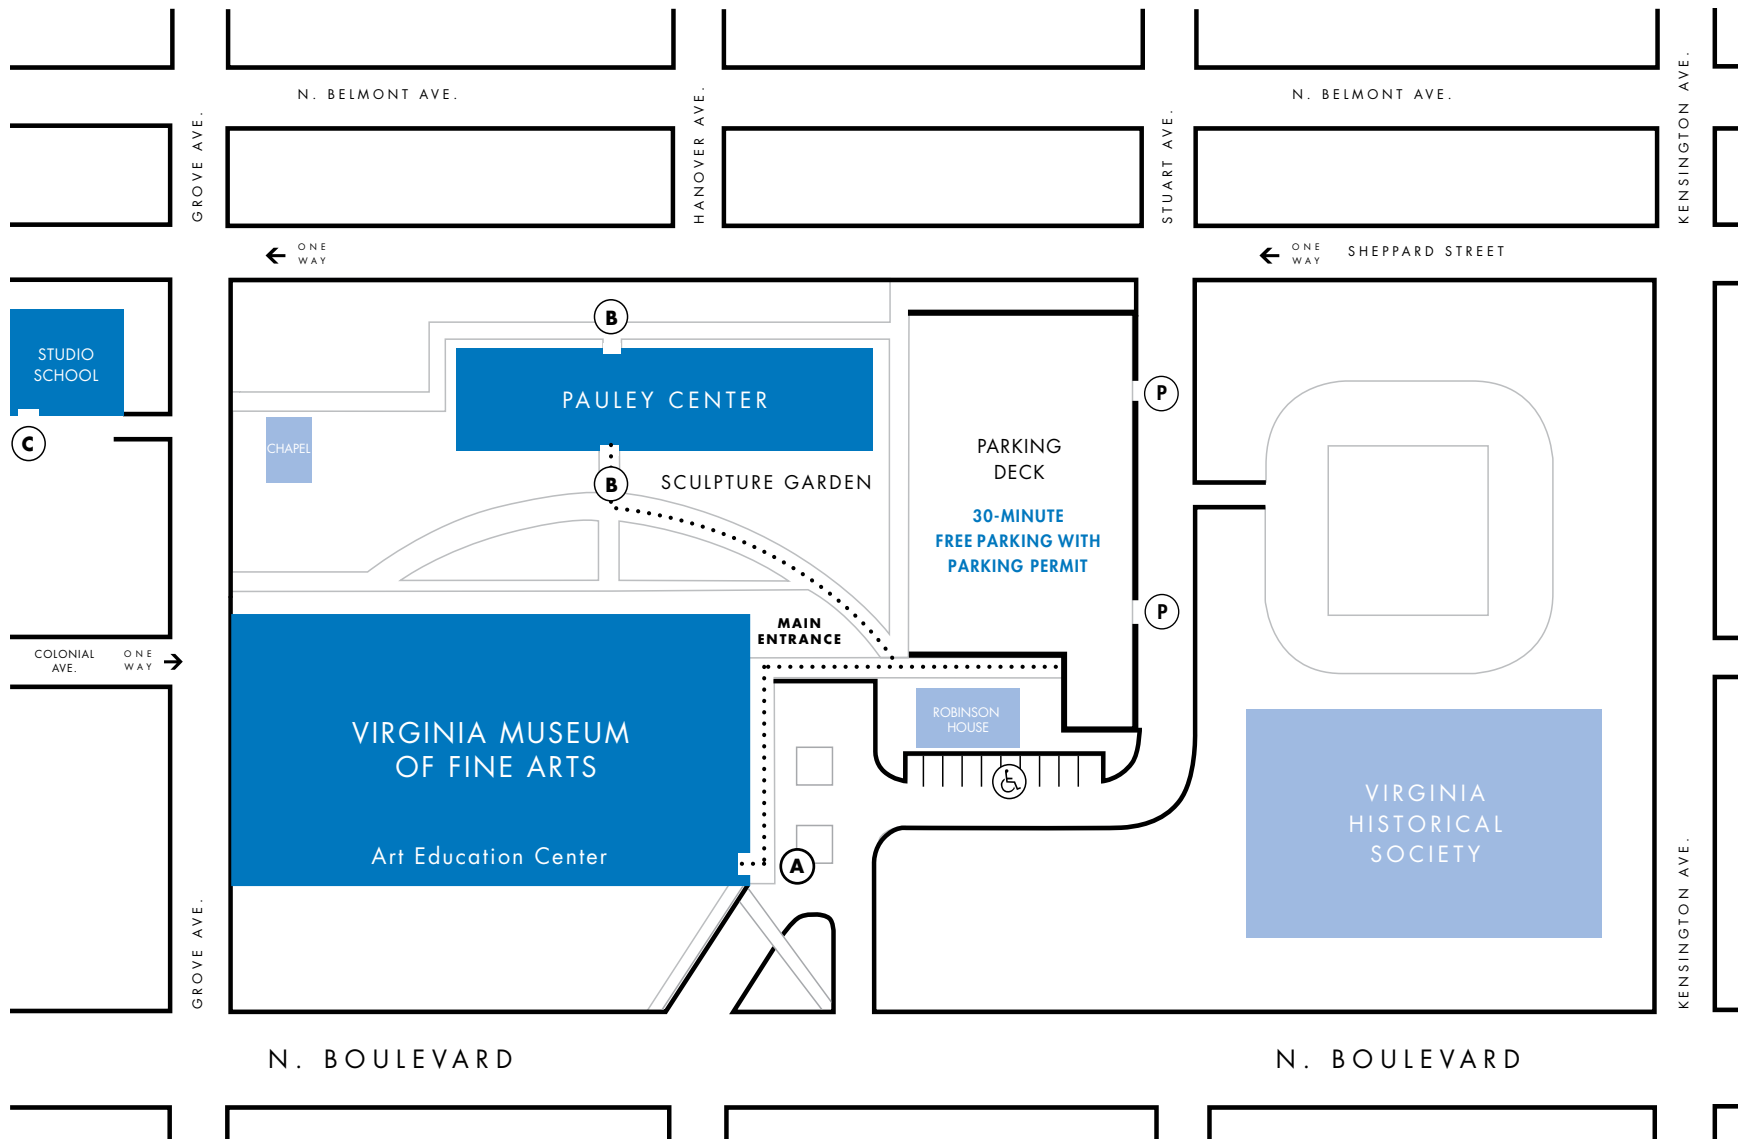 N. BELMONT AVE.
N. BELMONT AVE.
GROVE AVE.
HANOVER AVE.
STUART AVE.
KENSINGTON AVE.
ONE
WAY
ONE
WAY
SHEPPARD STREET
B
STUDIO
SCHOOL
PAULEY CENTER
P
C
CHAPEL
B
SCULPTURE GARDEN
PARKING
DECK
30-MINUTE
FREE PARKING WITH
PARKING PERMIT
P
MAIN
ENTRANCE
COLONIAL
AVE.
ONE
WAY
VIRGINIA MUSEUM
OF FINE ARTS
ROBINSON
HOUSE
Art Education Center
A
VIRGINIA
HISTORICAL
SOCIETY
GROVE AVE.
KENSINGTON AVE.
N. BOULEVARD
N. BOULEVARD